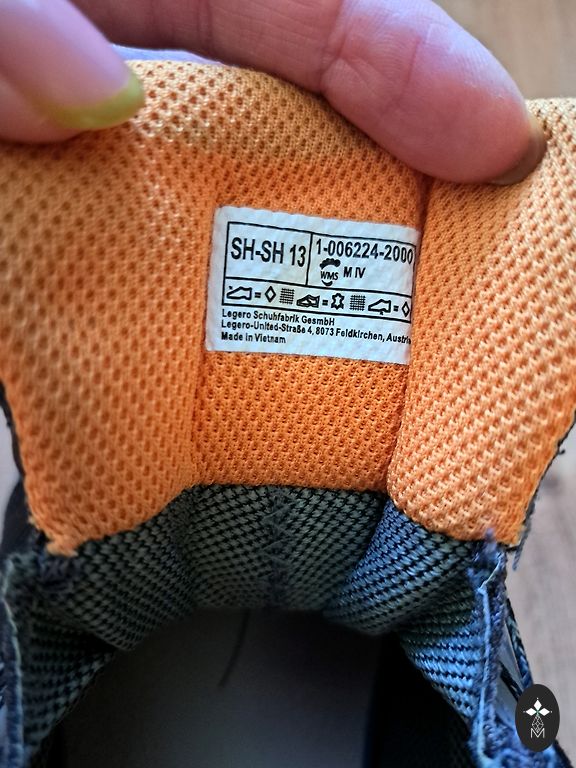 SH-SH 13
1-006224-2000
WMS M IV
Legero Schuhfabrik GesmbH
Legero-United-Straße 4, 8073 Feldkirchen, Austria
Made in Vietnam
M